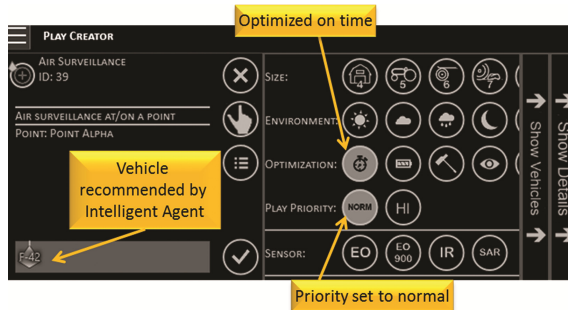 Optimized on time
PLAY CREATOR
AIR SURVEILLANCE
ID: 39
SIZE:
4
5
6
7
AIR SURVEILLANCE AT/ON A POINT
ENVIRONMENT:
POINT: POINT ALPHA
OPTIMIZATION:
Vehicle
recommended by
Intelligent Agent
PLAY PRIORITY:
NORM
HI
F-42
SENSOR:
EO
EO
900
IR
SAR
Show Vehicles
Show Details
Priority set to normal